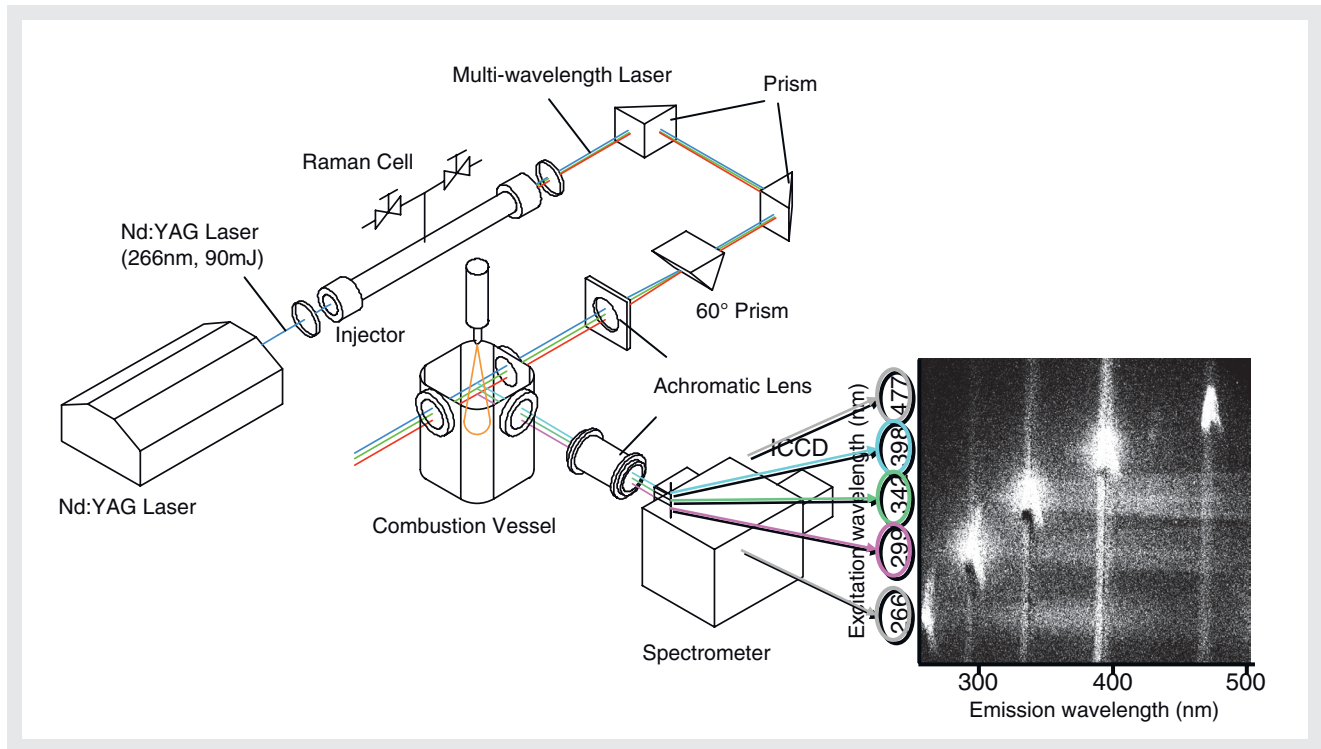 Multi-wavelength Laser
Prism
Raman Cell
Nd:YAG Laser
(266nm, 90mJ)
60° Prism
Injector
Achromatic Lens
ICCD
Nd:YAG Laser
Combustion Vessel
Spectrometer
Excitation wavelength (nm)
477
398
266
300 400 500
Emission wavelength (nm)